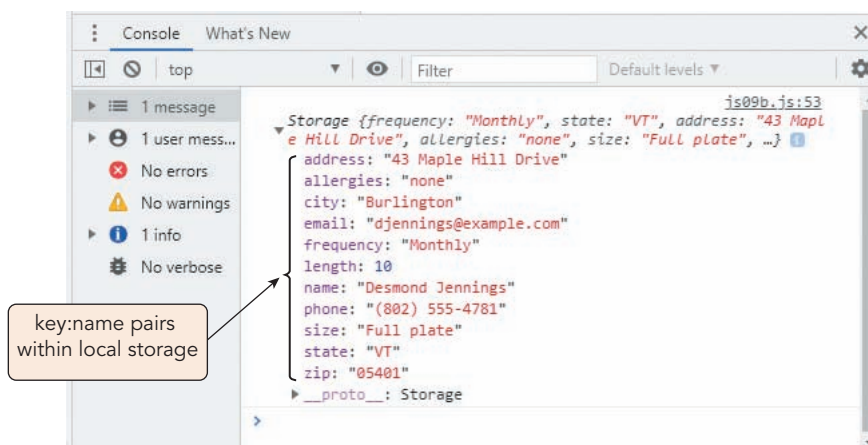 Console What's New
top Filter Default levels ▼
1 message
1 user mess...
No errors
No warnings
1 info
No verbose
js09b.js:53
Storage {frequency: "Monthly", state: "VT", address: "43 Mapl
e Hill Drive", allergies: "none", size: "Full plate", …}
address: "43 Maple Hill Drive"
allergies: "none"
city: "Burlington"
email: "djennings@example.com"
frequency: "Monthly"
length: 10
name: "Desmond Jennings"
phone: "(802) 555-4781"
size: "Full plate"
state: "VT"
zip: "05401"
__proto__: Storage
key:name pairs
within local storage